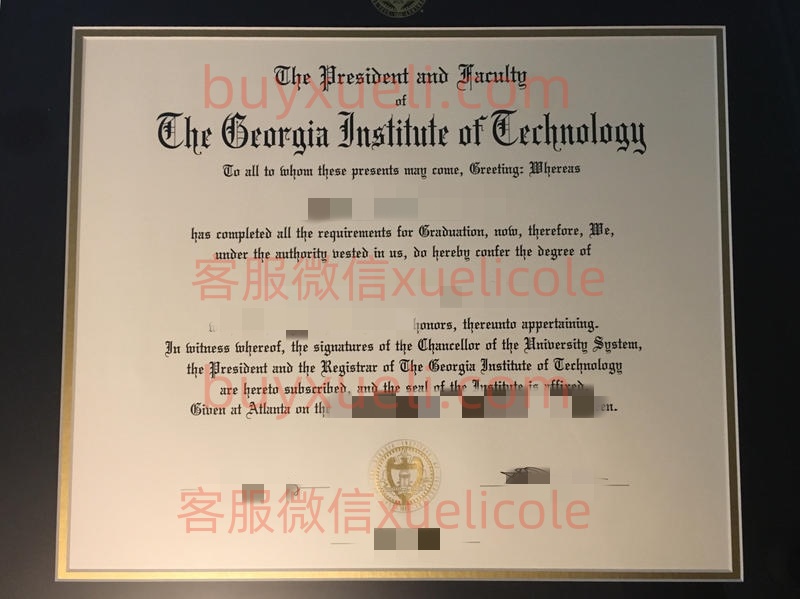 The President and Faculty
buyxueli.com
of
The Georgia Institute of Technology
To all to whom these presents may come, Greeting: Whereas
has completed all the requirements for Graduation, now, therefore, We,
under the authority vested in us, do hereby confer the degree of
客服微信xuelicole
honors, thereunto appertaining.
In witness whereof, the signatures of the Chancellor of the University System,
the President and the Registrar of The Georgia Institute of Technology
buyxueli.com
are hereto subscribed, and the seal of the Institute is affixed
Given at Atlanta on the
客服微信xuelicole